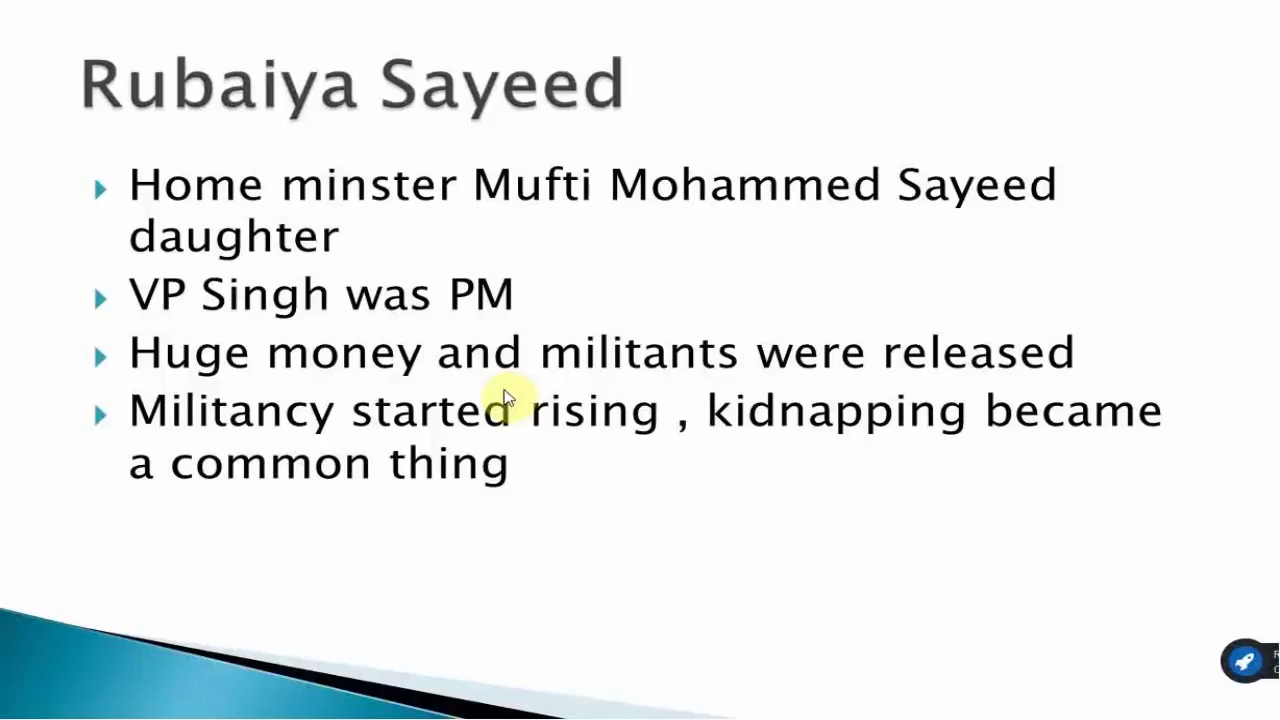 Rubaiya Sayeed
Home minster Mufti Mohammed Sayeed
daughter
VP Singh was PM
Huge money and militants were released
Militancy started rising , kidnapping became
a common thing